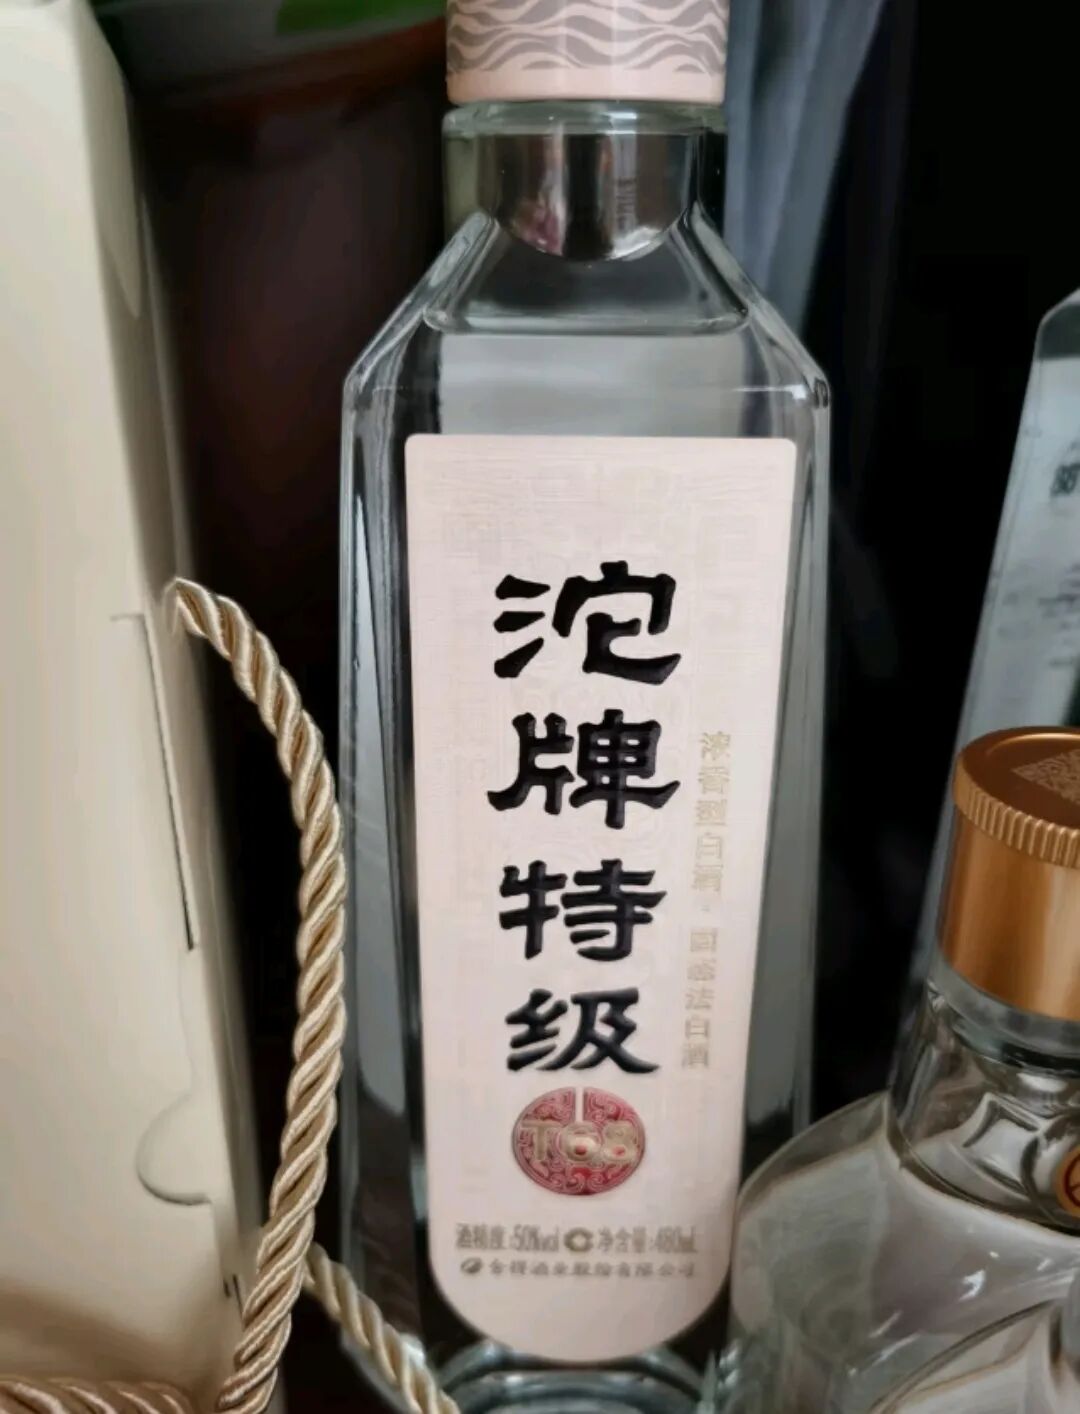 沱牌特级
浓香型白酒·固态法白酒
T68
酒精度:50%vol 净含量:480ml
舍得酒业股份有限公司